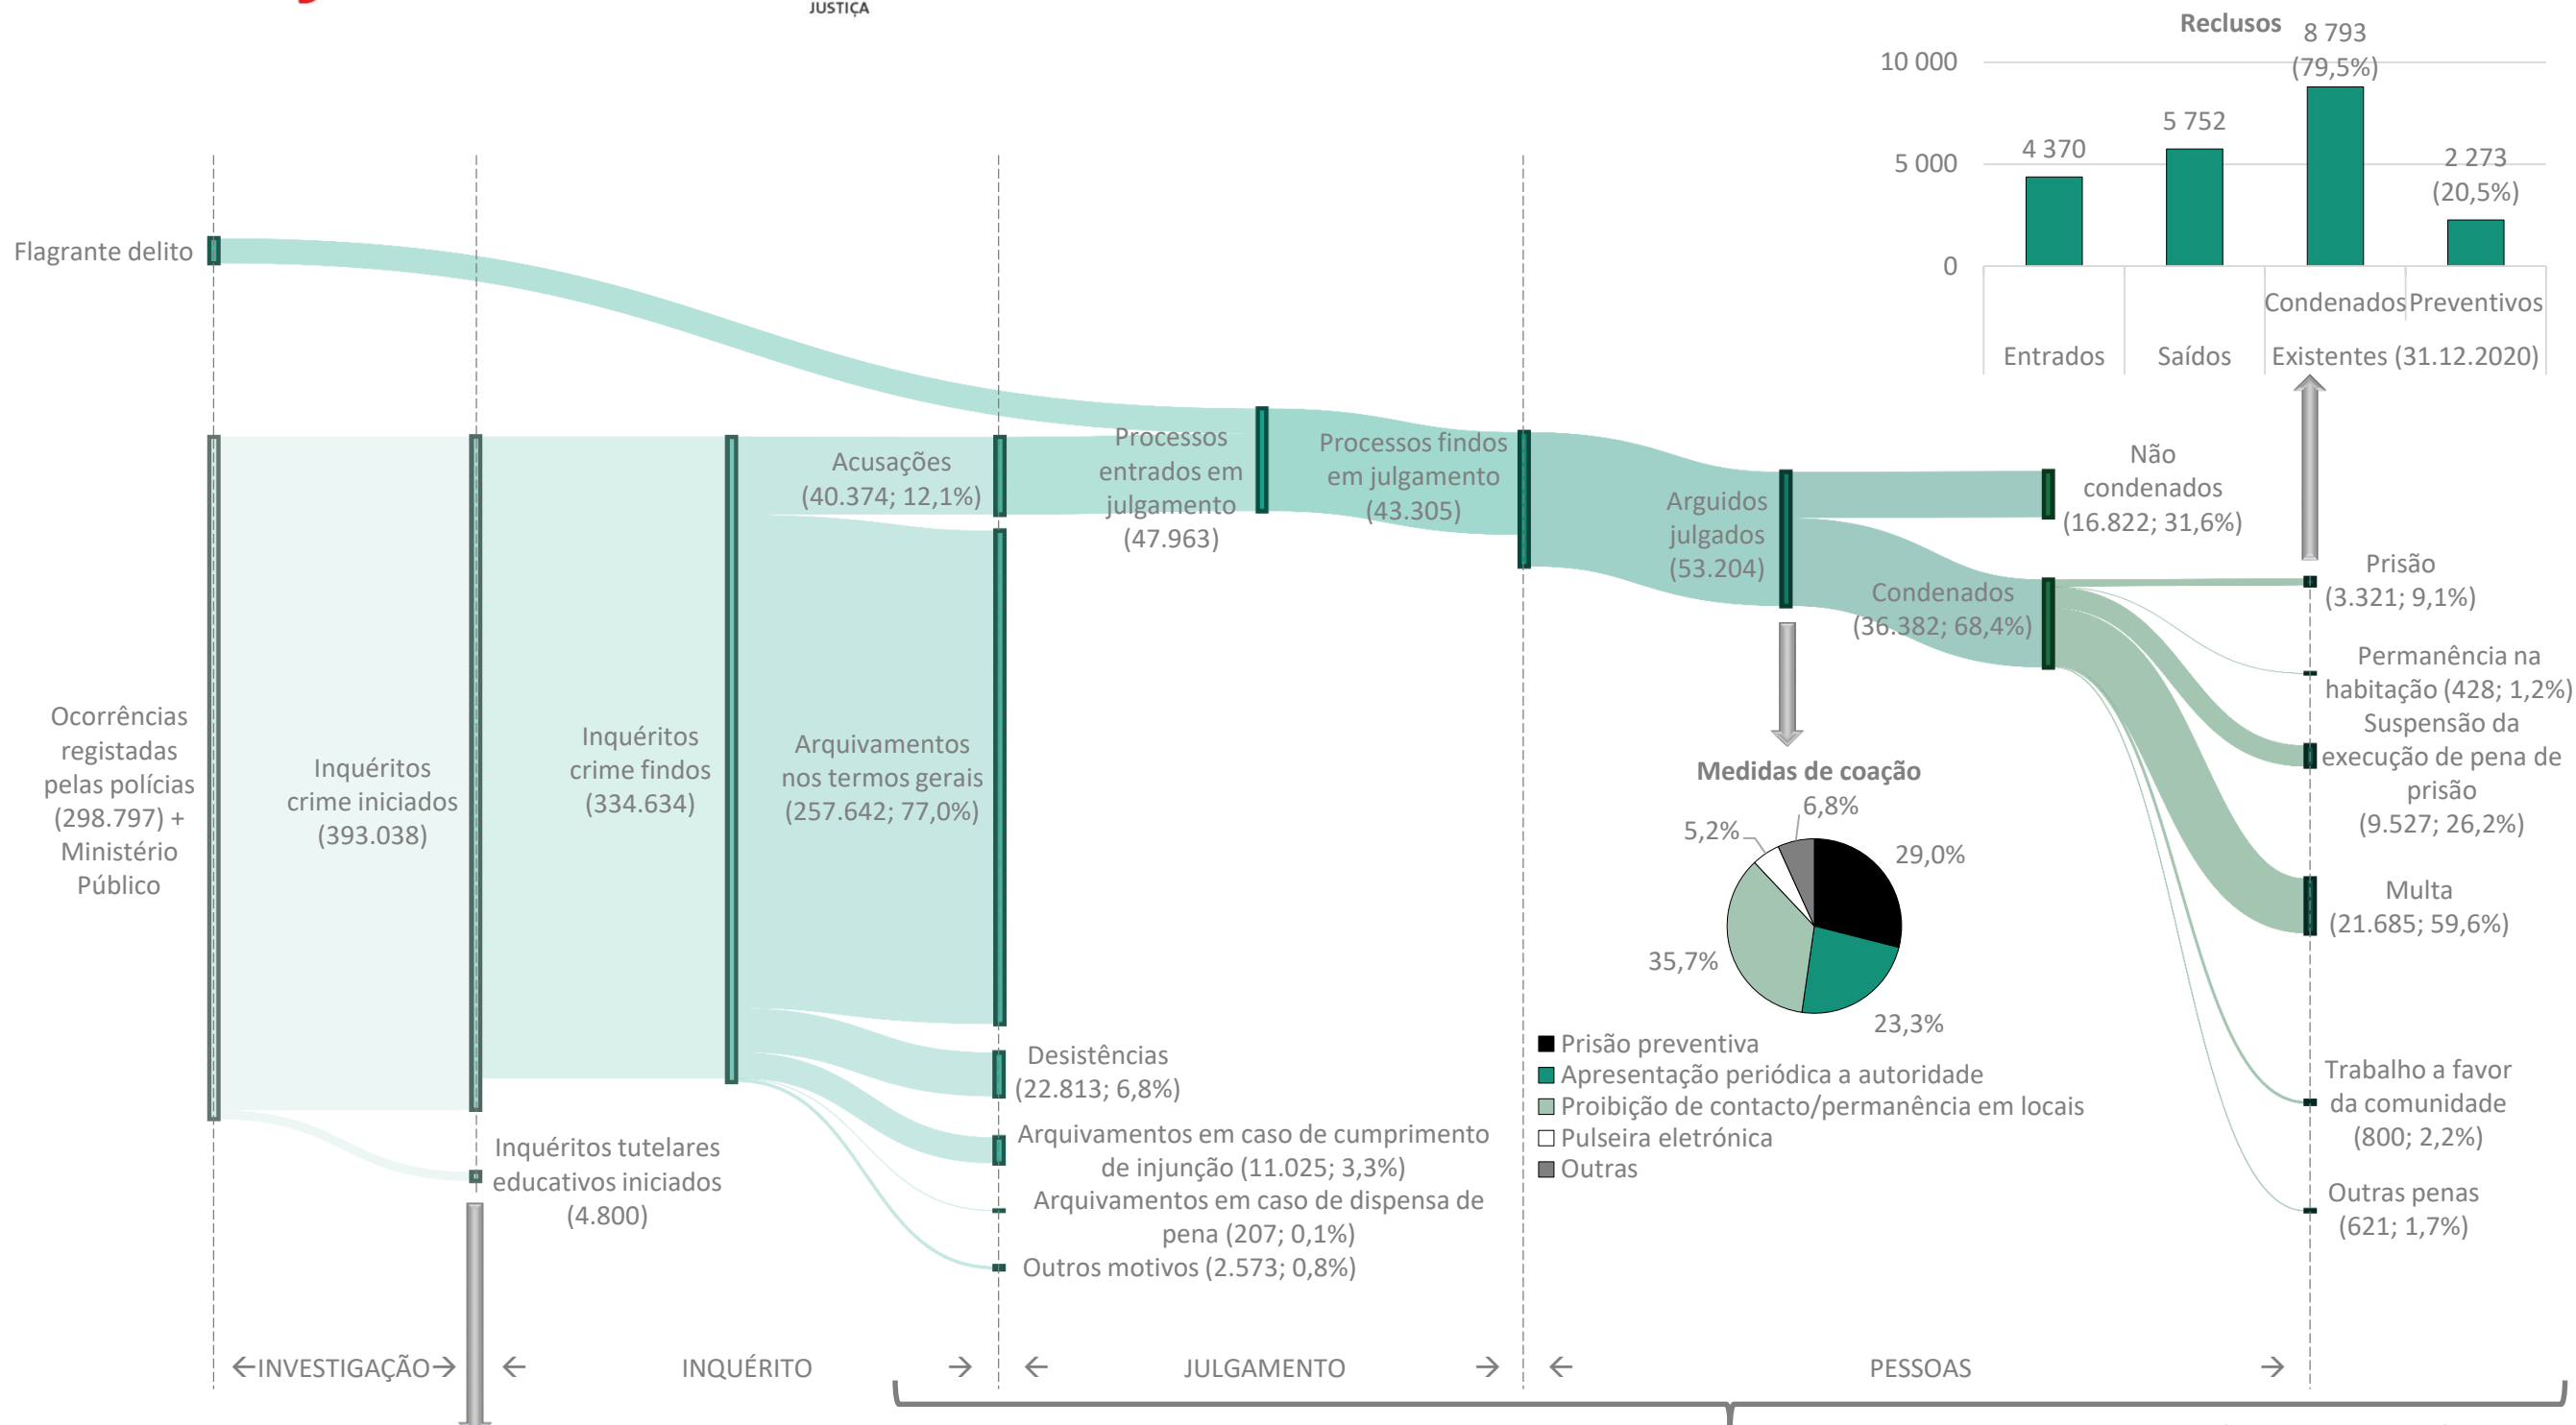 JUSTIÇA
Reclusos
8 793
(79,5%)
10 000
5 752
4 370
5 000
2 273
(20,5%)
0
Condenados
Preventivos
Entrados
Saídos
Existentes (31.12.2020)
Flagrante delito
Ocorrências
registadas
pelas polícias
(298.797) +
Ministério
Público
Inquéritos
crime iniciados
(393.038)
Inquéritos tutelares
educativos iniciados
(4.800)
Inquéritos
crime findos
(334.634)
Acusações
(40.374; 12,1%)
Arquivamentos
nos termos gerais
(257.642; 77,0%)
Desistências
(22.813; 6,8%)
Arquivamentos em caso de cumprimento
de injunção (11.025; 3,3%)
Arquivamentos em caso de dispensa de
pena (207; 0,1%)
Outros motivos (2.573; 0,8%)
Processos
entrados em
julgamento
(47.963)
Processos findos
em julgamento
(43.305)
Arguidos
julgados
(53.204)
Não
condenados
(16.822; 31,6%)
Condenados
(36.382; 68,4%)
Prisão
(3.321; 9,1%)
Permanência na
habitação (428; 1,2%)
Suspensão da
execução de pena de
prisão
(9.527; 26,2%)
Multa
(21.685; 59,6%)
Trabalho a favor
da comunidade
(800; 2,2%)
Outras penas
(621; 1,7%)
Medidas de coação
6,8%
5,2%
29,0%
35,7%
23,3%
Prisão preventiva
Apresentação periódica a autoridade
Proibição de contacto/permanência em locais
Pulseira eletrónica
Outras
←INVESTIGAÇÃO→
← INQUÉRITO →
← JULGAMENTO →
← PESSOAS →